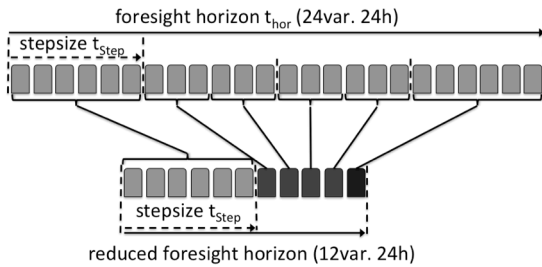 foresight horizon t_hor (24var. 24h)
stepsize t_Step
stepsize t_Step
reduced foresight horizon (12var. 24h)